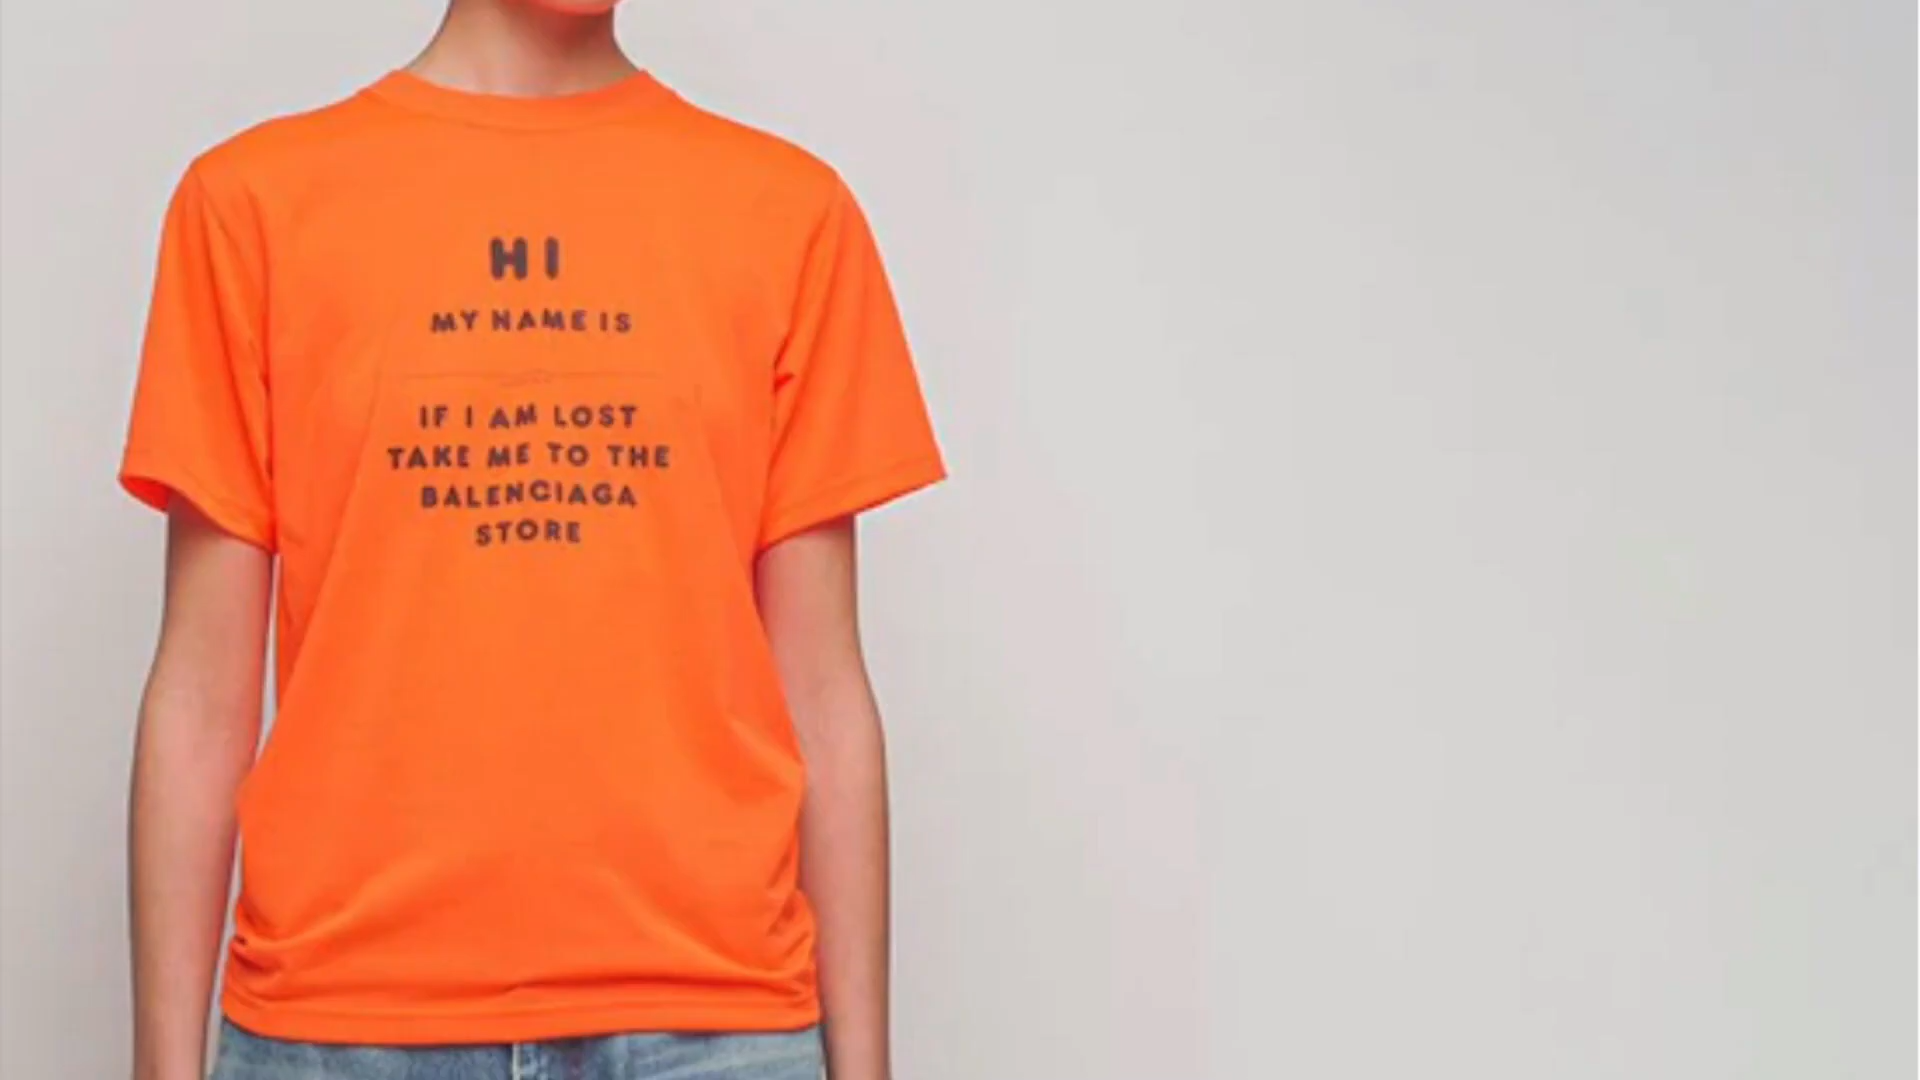 HI
MY NAME IS
IF I AM LOST
TAKE ME TO THE
BALENCIAGA
STORE